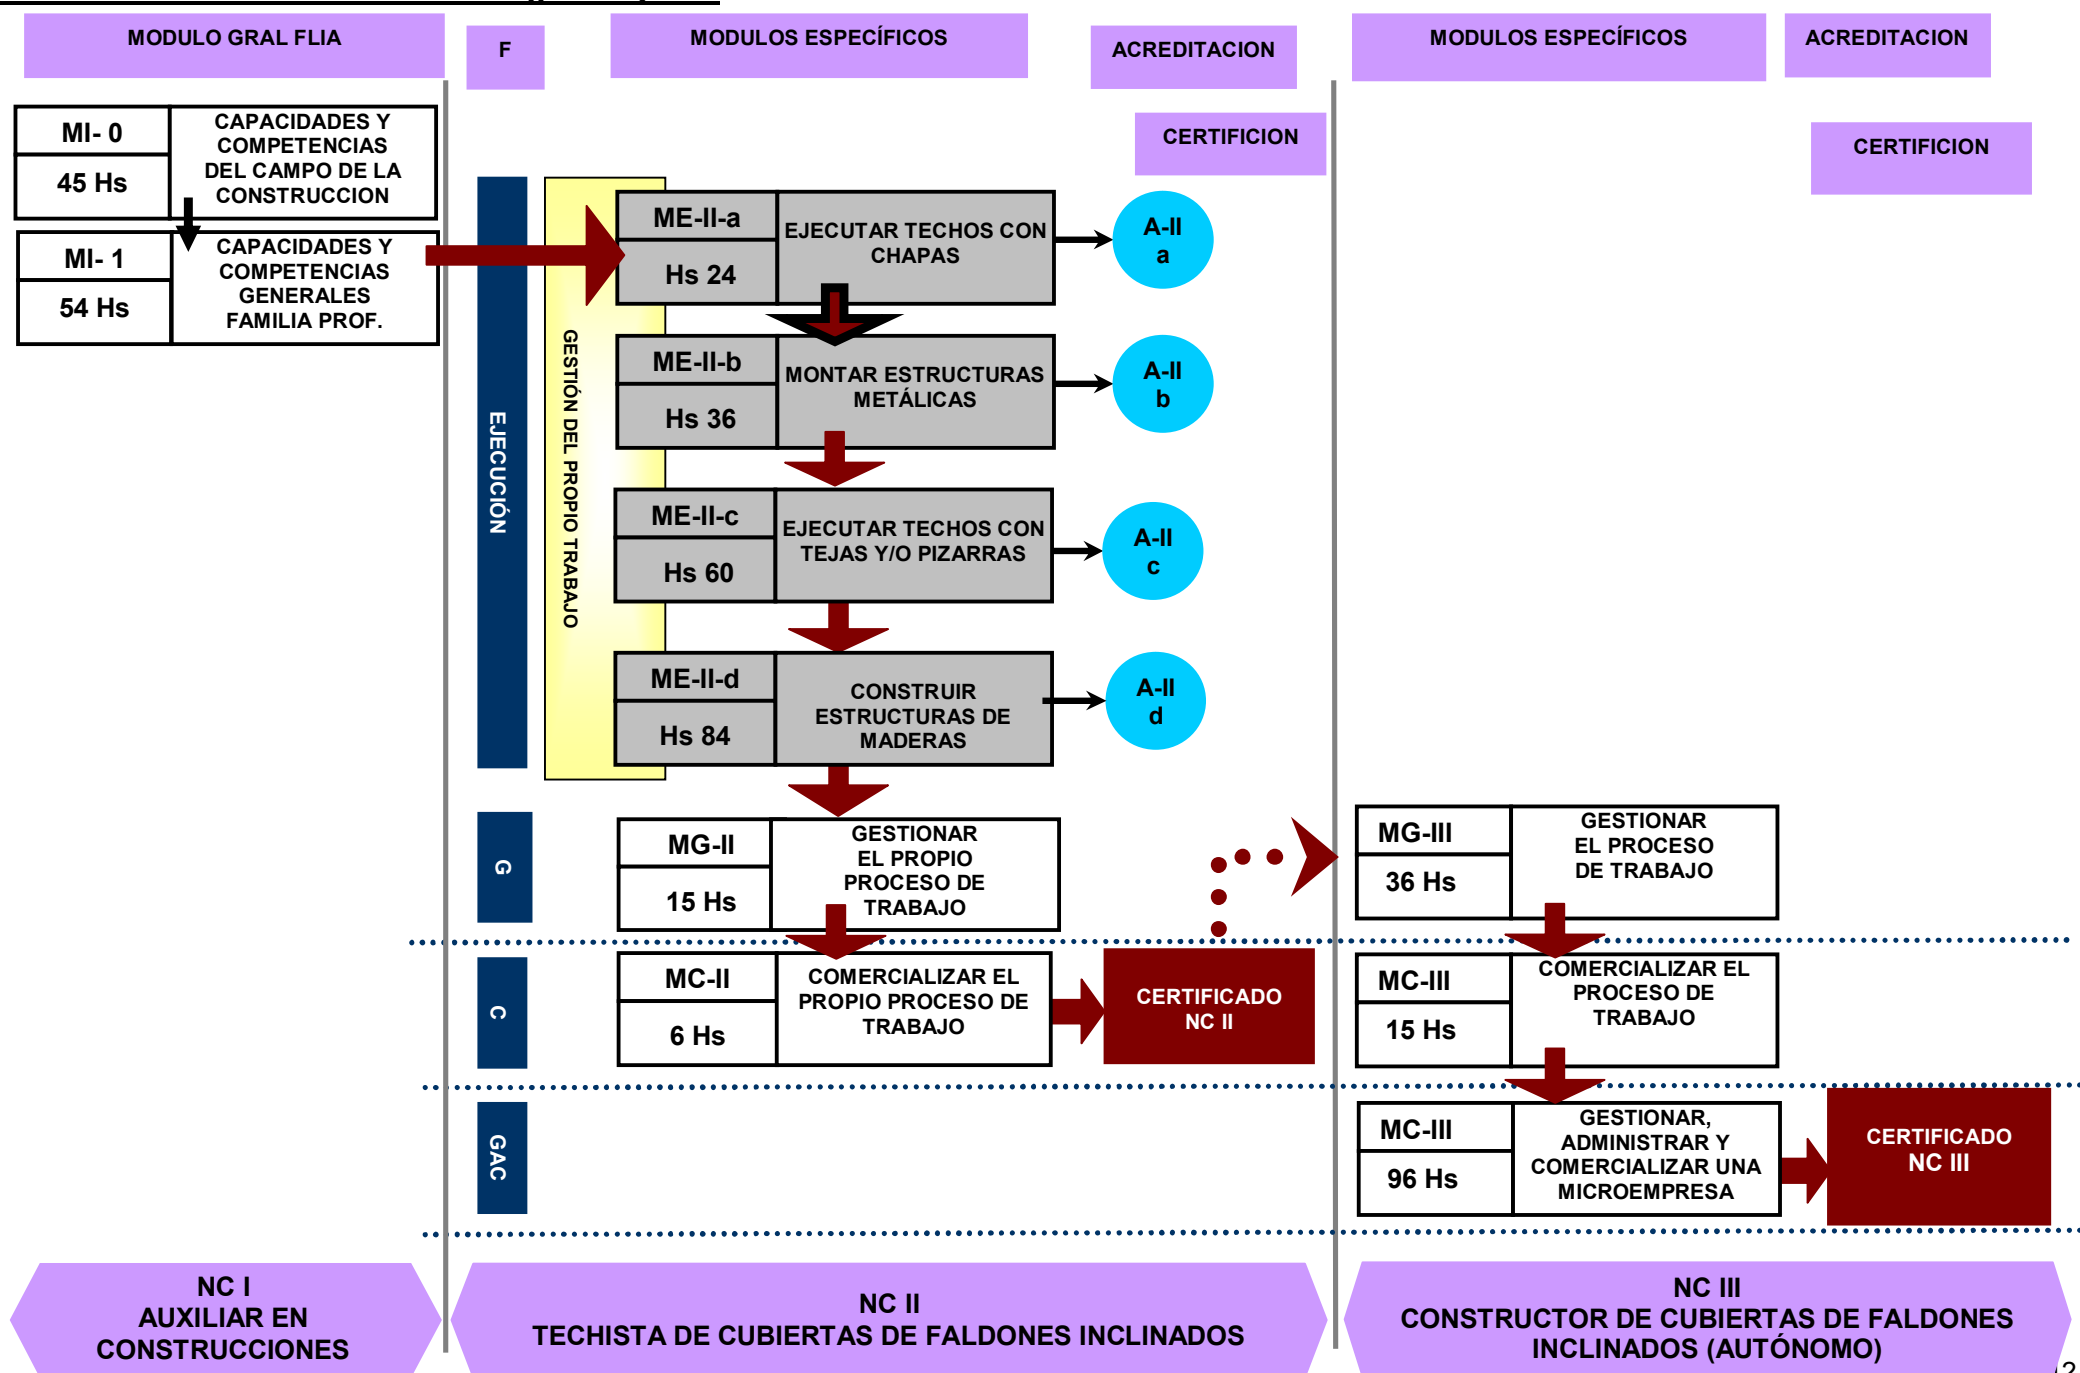 MODULO GRAL FLIA
F
MODULOS ESPECÍFICOS
ACREDITACION
MODULOS ESPECÍFICOS
ACREDITACION
CERTIFICION
CERTIFICION
MI- 0
45 Hs
CAPACIDADES Y
COMPETENCIAS
DEL CAMPO DE LA
CONSTRUCCION
MI- 1
54 Hs
CAPACIDADES Y
COMPETENCIAS
GENERALES
FAMILIA PROF.
EJECUCIÓN
GESTIÓN DEL PROPIO TRABAJO
ME-II-a
Hs 24
EJECUTAR TECHOS CON
CHAPAS
A-II
a
ME-II-b
Hs 36
MONTAR ESTRUCTURAS
METÁLICAS
A-II
b
ME-II-c
Hs 60
EJECUTAR TECHOS CON
TEJAS Y/O PIZARRAS
A-II
c
ME-II-d
Hs 84
CONSTRUIR
ESTRUCTURAS DE
MADERAS
A-II
d
G
MG-II
15 Hs
GESTIONAR
EL PROPIO
PROCESO DE
TRABAJO
MG-III
36 Hs
GESTIONAR
EL PROCESO
DE TRABAJO
C
MC-II
6 Hs
COMERCIALIZAR EL
PROPIO PROCESO DE
TRABAJO
CERTIFICADO
NC II
MC-III
15 Hs
COMERCIALIZAR EL
PROCESO DE
TRABAJO
GAC
MC-III
96 Hs
GESTIONAR,
ADMINISTRAR Y
COMERCIALIZAR UNA
MICROEMPRESA
CERTIFICADO
NC III
NC I
AUXILIAR EN
CONSTRUCCIONES
NC II
TECHISTA DE CUBIERTAS DE FALDONES INCLINADOS
NC III
CONSTRUCTOR DE CUBIERTAS DE FALDONES
INCLINADOS (AUTÓNOMO)